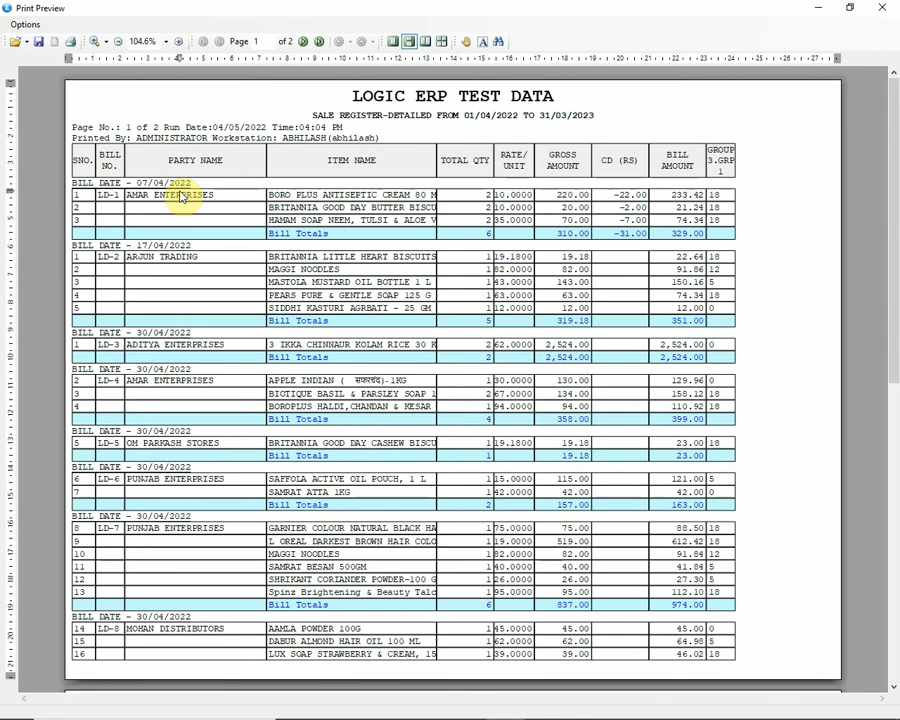 Print Preview
Options
104.6% Page 1 of 2
LOGIC ERP TEST DATA
SALE REGISTER-DETAILED FROM 01/04/2022 TO 31/03/2023
Page No.: 1 of 2 Run Date:04/05/2022 Time:04:04 PM
Printed By: ADMINISTRATOR Workstation: ABHILASH(abhilash)
SNO. BILL NO. PARTY NAME ITEM NAME TOTAL QTY RATE/ UNIT GROSS AMOUNT CD (RS) BILL AMOUNT GROUP 3.GRP 1
BILL DATE - 07/04/2022
1 LD-1 AMAR ENTERPRISES BORO PLUS ANTISEPTIC CREAM 80 M 2 10.0000 220.00 -22.00 233.42 18
2 BRITANNIA GOOD DAY BUTTER BISCU 2 10.0000 20.00 -2.00 21.24 18
3 HAMAM SOAP NEEM, TULSI & ALOE V 2 35.0000 70.00 -7.00 74.34 18
Bill Totals 6 310.00 -31.00 329.00
BILL DATE - 17/04/2022
1 LD-2 ARJUN TRADING BRITANNIA LITTLE HEART BISCUITS 1 19.1800 19.18 22.64 18
2 MAGGI NOODLES 1 82.0000 82.00 91.86 12
3 MASTOLA MUSTARD OIL BOTTLE 1 L 1 43.0000 143.00 150.16 5
4 PEARS PURE & GENTLE SOAP 125 G 1 63.0000 63.00 74.34 18
5 SIDDHI KASTURI AGRBATI - 25 GM 1 12.0000 12.00 12.00 0
Bill Totals 5 319.18 351.00
BILL DATE - 30/04/2022
1 LD-3 ADITYA ENTERPRISES 3 IKKA CHINNAUR KOLAM RICE 30 K 2 62.0000 2,524.00 2,524.00 0
Bill Totals 2 2,524.00 2,524.00
BILL DATE - 30/04/2022
2 LD-4 AMAR ENTERPRISES APPLE INDIAN ( सफरचंद)-1KG 1 30.0000 130.00 129.96 0
3 BIOTIQUE BASIL & PARSLEY SOAP 1 2 67.0000 134.00 158.12 18
4 BOROPLUS HALDI,CHANDAN & KESAR 1 94.0000 94.00 110.92 18
Bill Totals 4 358.00 399.00
BILL DATE - 30/04/2022
5 LD-5 OM PARKASH STORES BRITANNIA GOOD DAY CASHEW BISCU 1 19.1800 19.18 23.00 18
Bill Totals 1 19.18 23.00
BILL DATE - 30/04/2022
6 LD-6 PUNJAB ENTERPRISES SAFFOLA ACTIVE OIL POUCH, 1 L 1 15.0000 115.00 121.00 5
7 SAMRAT ATTA 1KG 1 42.0000 42.00 42.00 0
Bill Totals 2 157.00 163.00
BILL DATE - 30/04/2022
8 LD-7 PUNJAB ENTERPRISES GARNIER COLOUR NATURAL BLACK HA 1 75.0000 75.00 88.50 18
9 L OREAL DARKEST BROWN HAIR COLO 1 19.0000 519.00 612.42 18
10 MAGGI NOODLES 1 82.0000 82.00 91.84 12
11 SAMRAT BESAN 500GM 1 40.0000 40.00 41.84 5
12 SHRIKANT CORIANDER POWDER-100 G 1 26.0000 26.00 27.30 5
13 Spinz Brightening & Beauty Talc 1 95.0000 95.00 112.10 18
Bill Totals 6 837.00 974.00
BILL DATE - 30/04/2022
14 LD-8 MOHAN DISTRIBUTORS AAMLA POWDER 100G 1 45.0000 45.00 45.00 0
15 DABUR ALMOND HAIR OIL 100 ML 1 62.0000 62.00 64.98 5
16 LUX SOAP STRAWBERRY & CREAM, 15 1 39.0000 39.00 46.02 18